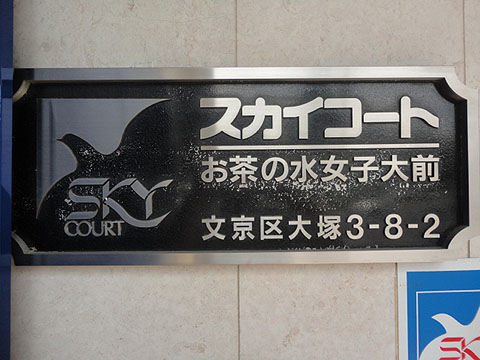 スカイコート
お茶の水女子大前
文京区大塚3-8-2
SKY
COURT
SK